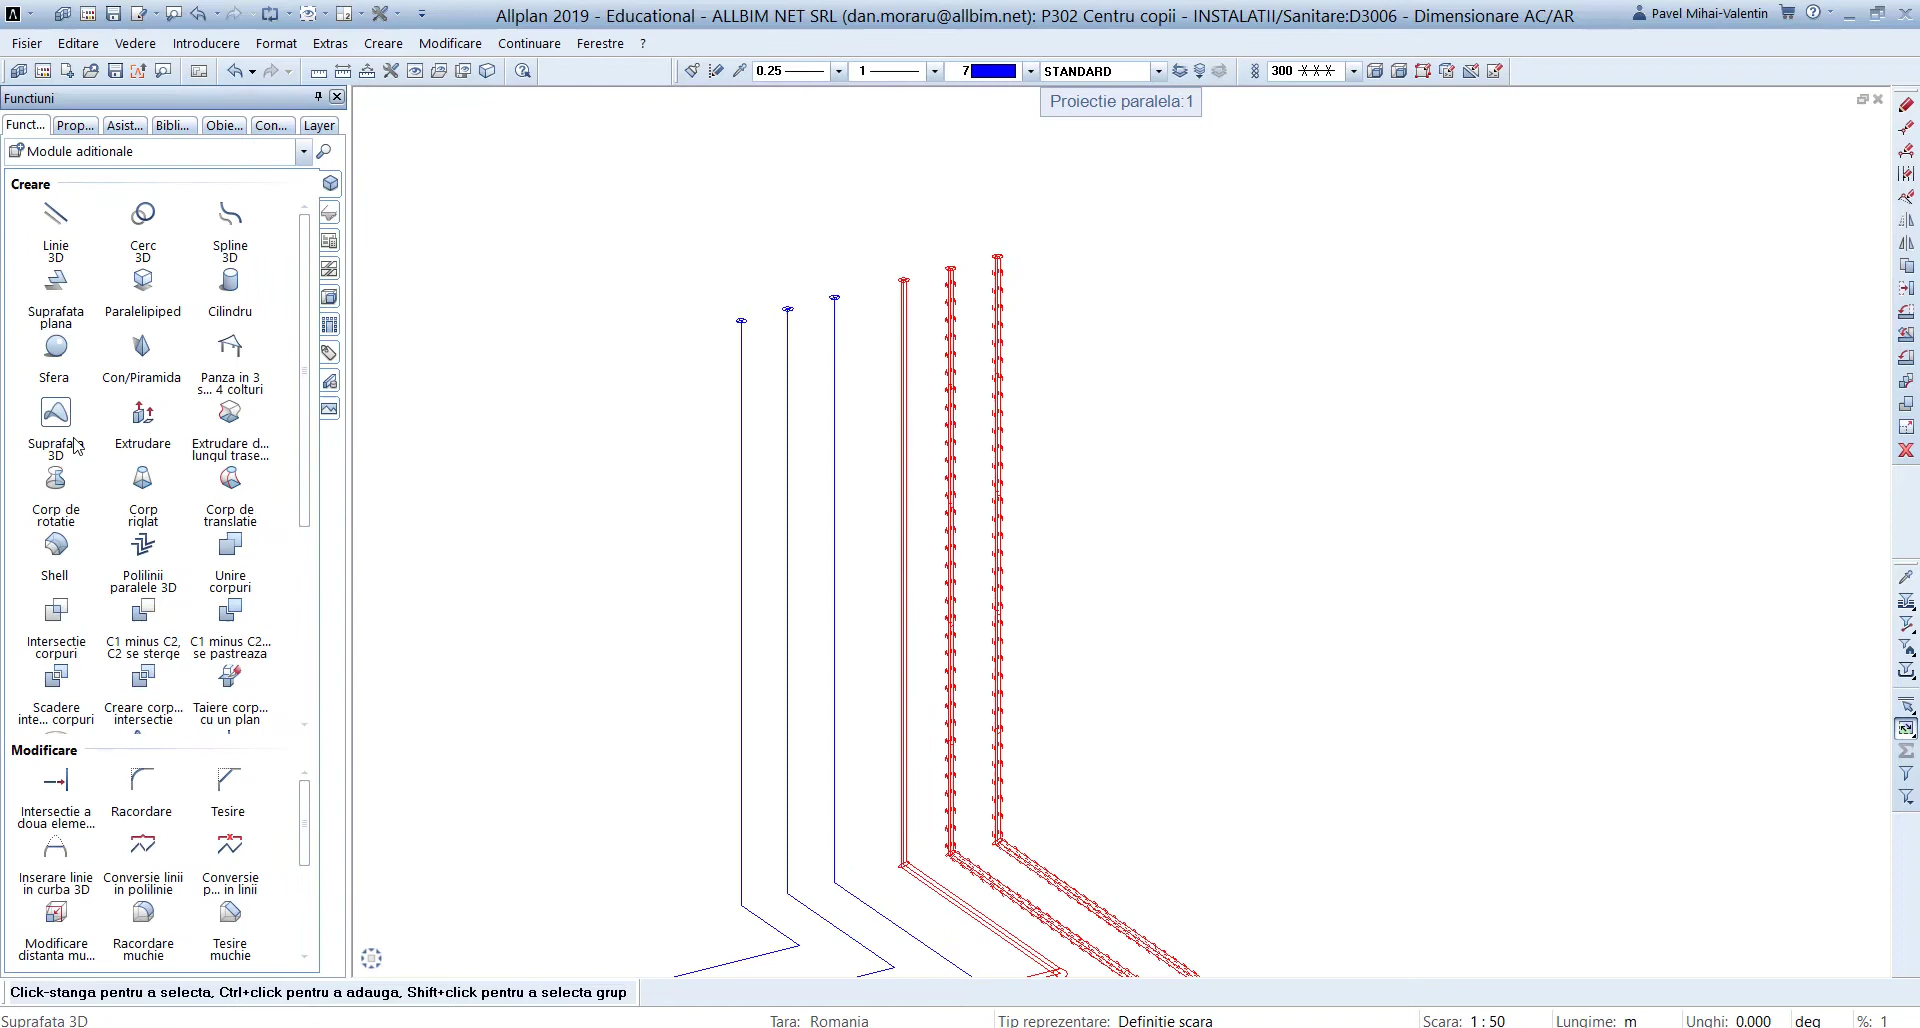 Allplan 2019 - Educational - ALLBIM NET SRL (dan.moraru@allbim.net): P302 Centru copii - INSTALATII/Sanitare:D3006 - Dimensionare AC/AR
Pavel Mihai-Valentin
Fisier Editare Vedere Introducere Format Extras Creare Modificare Continuare Ferestre ?
0.25 1 7 STANDARD 300
Functiuni
Proiectie paralela:1
Funct... Prop... Asist... Bibli... Obie... Con... Layer
Module aditionale
Creare
Linie 3D
Cerc 3D
Spline 3D
Suprafata plana
Paralelipiped
Cilindru
Sfera
Con/Piramida
Panza in 3 s... 4 colturi
Suprafata 3D
Extrudare
Extrudare d... lungul trase...
Corp de rotatie
Corp riglat
Corp de translatie
Shell
Polilinii paralele 3D
Unire corpuri
Intersectie corpuri
C1 minus C2, C2 se sterge
C1 minus C2... se pastreaza
Scadere inte... corpuri
Creare corp... intersectie
Taiere corp... cu un plan
Modificare
Intersectie a doua eleme...
Racordare
Tesire
Inserare linie in curba 3D
Conversie linii in polilinie
Conversie p... in linii
Modificare distanta mu...
Racordare muchie
Tesire muchie
Click-stanga pentru a selecta, Ctrl+click pentru a adauga, Shift+click pentru a selecta grup
Suprafata 3D Tara: Romania Tip reprezentare: Definitie scara Scara: 1 : 50 Lungime: m Unghi: 0.000 deg %: 1